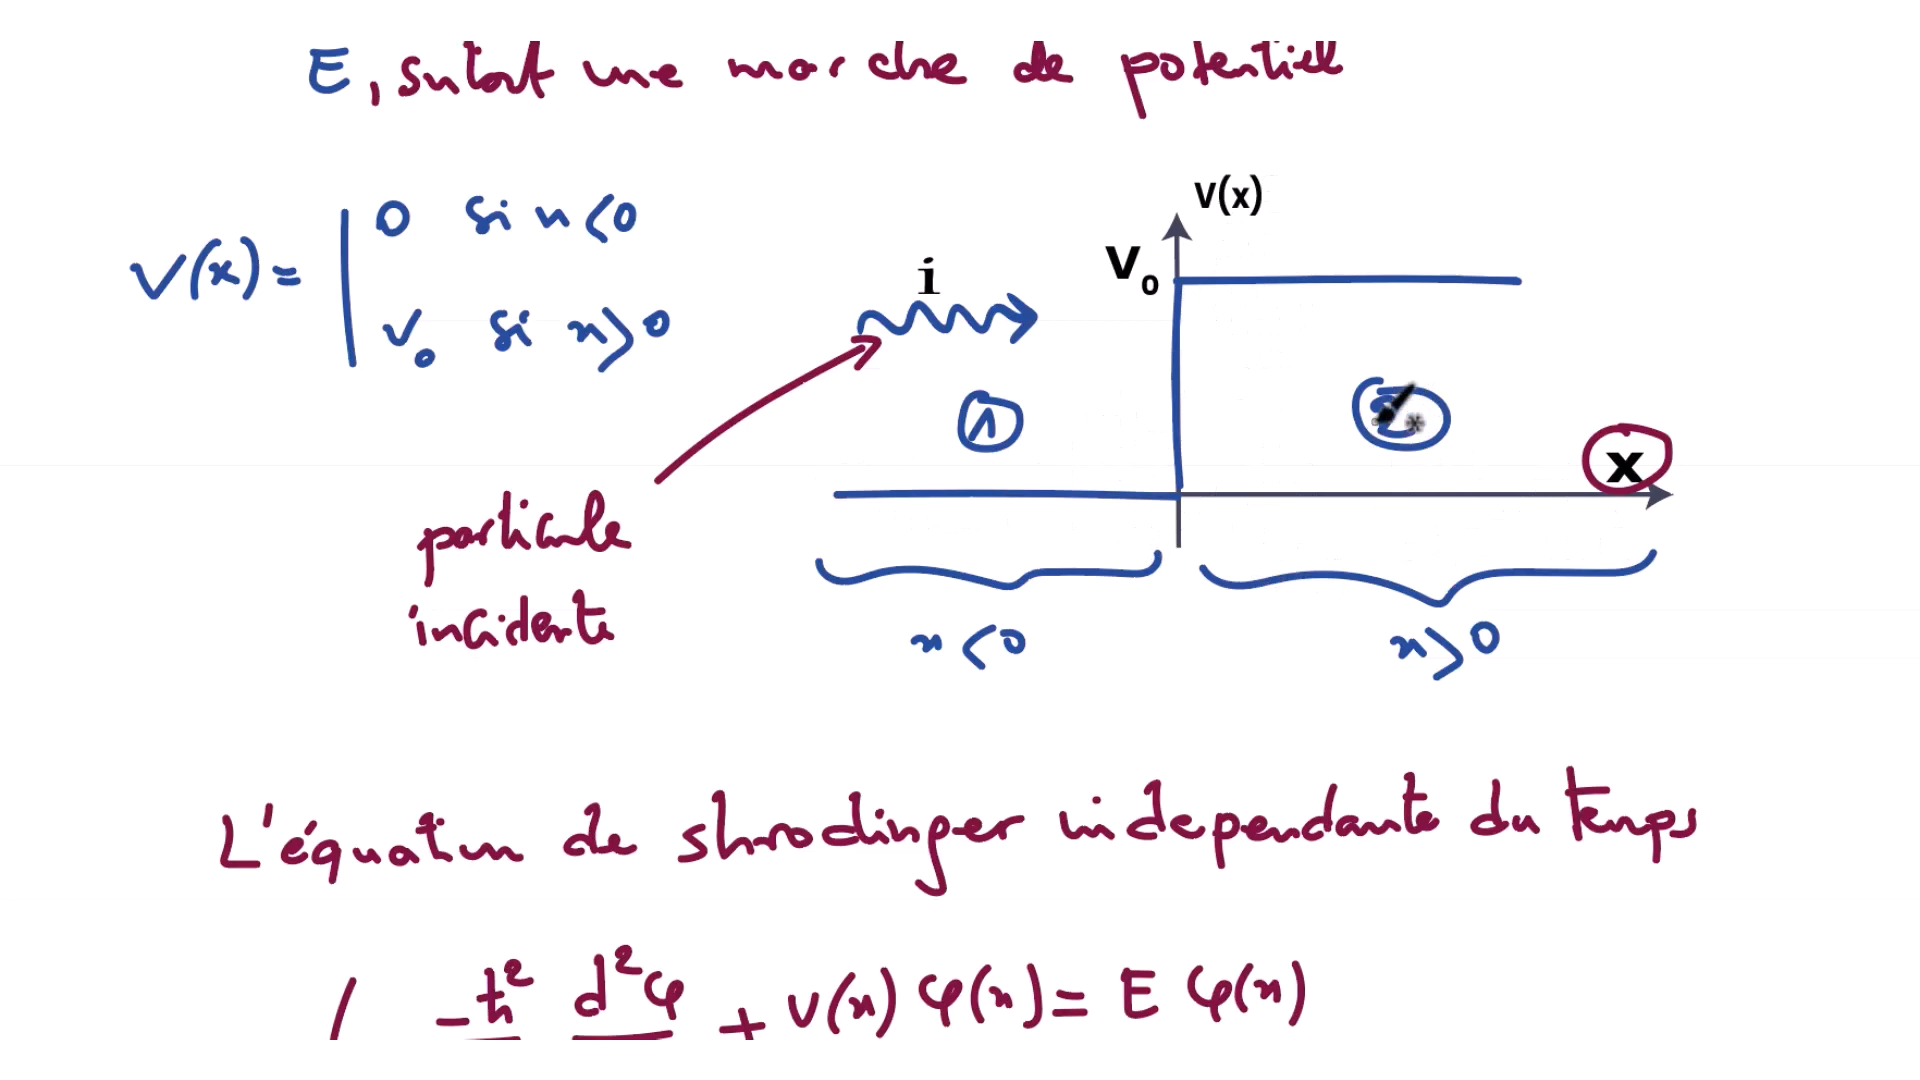 E, subit une marche de potentiel
V(x) = 0 si x < 0
V₀ si x > 0
V(x)
V₀
i
1
2
x
particule
incidente
x < 0
x > 0
L'équation de shrodinger independante du temps
-ħ² d²φ + V(x) φ(x) = E φ(x)